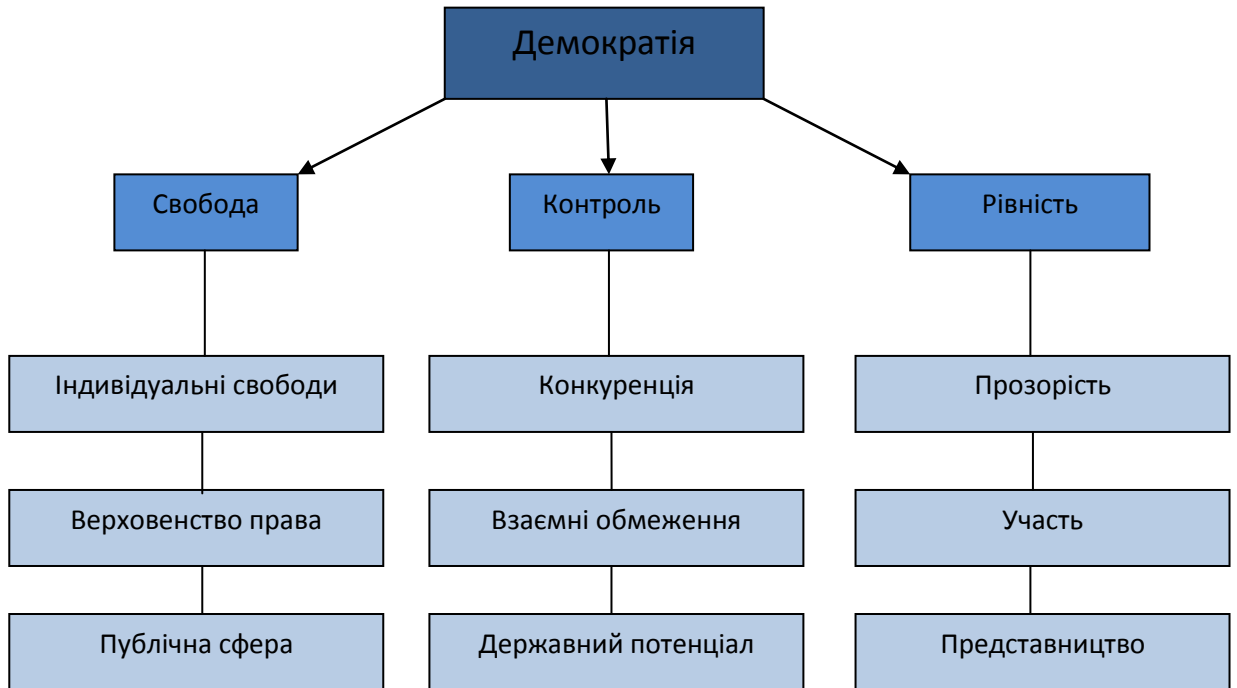 Демократія
Свобода
Контроль
Рівність
Індивідуальні свободи
Конкуренція
Прозорість
Верховенство права
Взаємні обмеження
Участь
Публічна сфера
Державний потенціал
Представництво